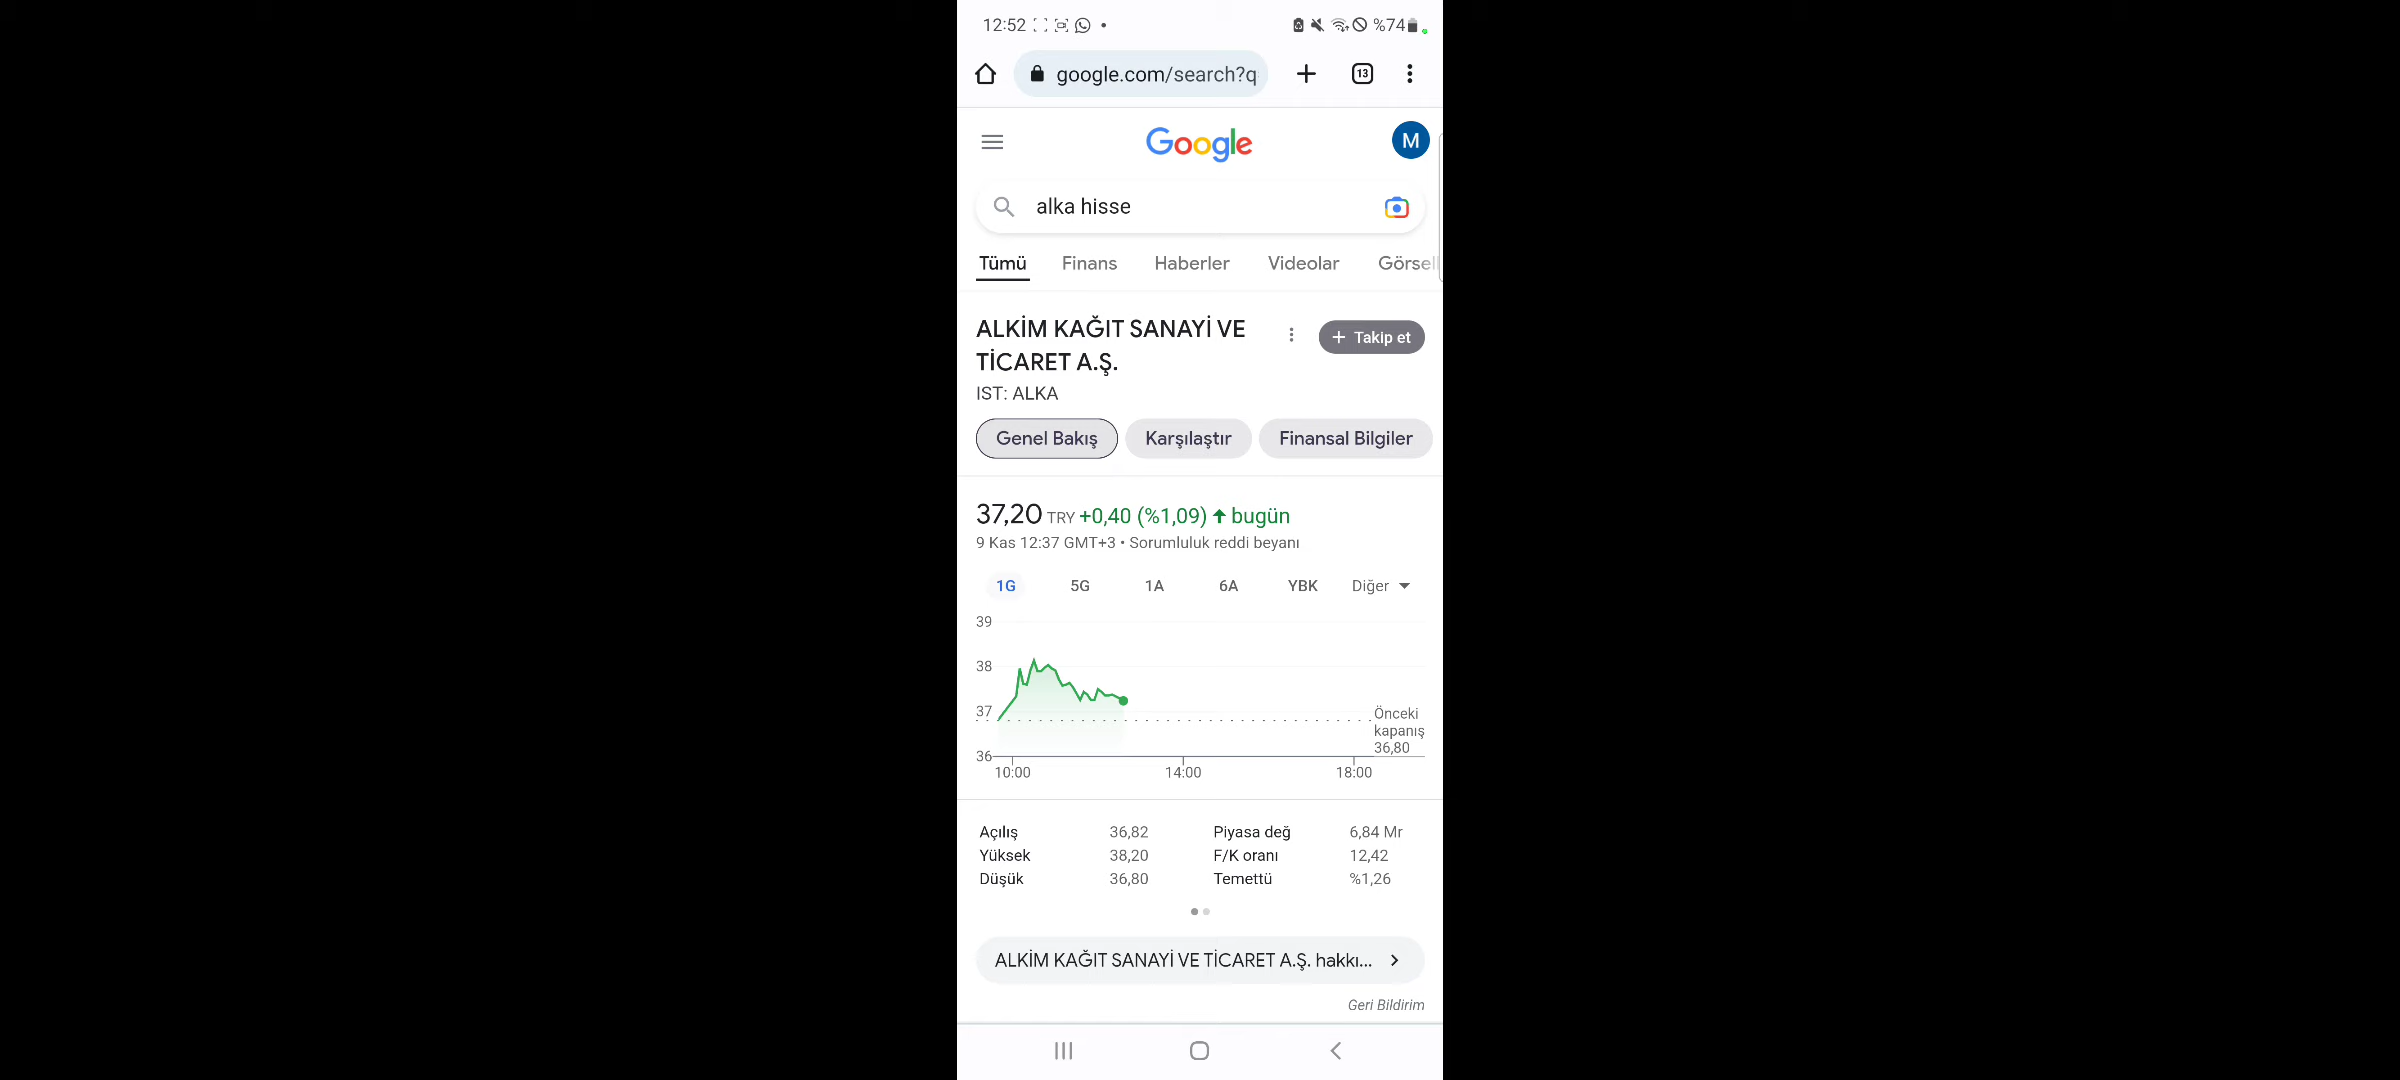 12:52 %74
google.com/search?q
13
Google
M
alka hisse
Tümü Finans Haberler Videolar Görsell
ALKİM KAĞIT SANAYİ VE
TİCARET A.Ş.
+ Takip et
IST: ALKA
Genel Bakış Karşılaştır Finansal Bilgiler
37,20 TRY +0,40 (%1,09) ↑ bugün
9 Kas 12:37 GMT+3 • Sorumluluk reddi beyanı
1G 5G 1A 6A YBK Diğer
39
38
37
Önceki
kapanış
36,80
36
10:00 14:00 18:00
Açılış 36,82 Piyasa değ 6,84 Mr
Yüksek 38,20 F/K oranı 12,42
Düşük 36,80 Temettü %1,26
ALKİM KAĞIT SANAYİ VE TİCARET A.Ş. hakkı...
Geri Bildirim